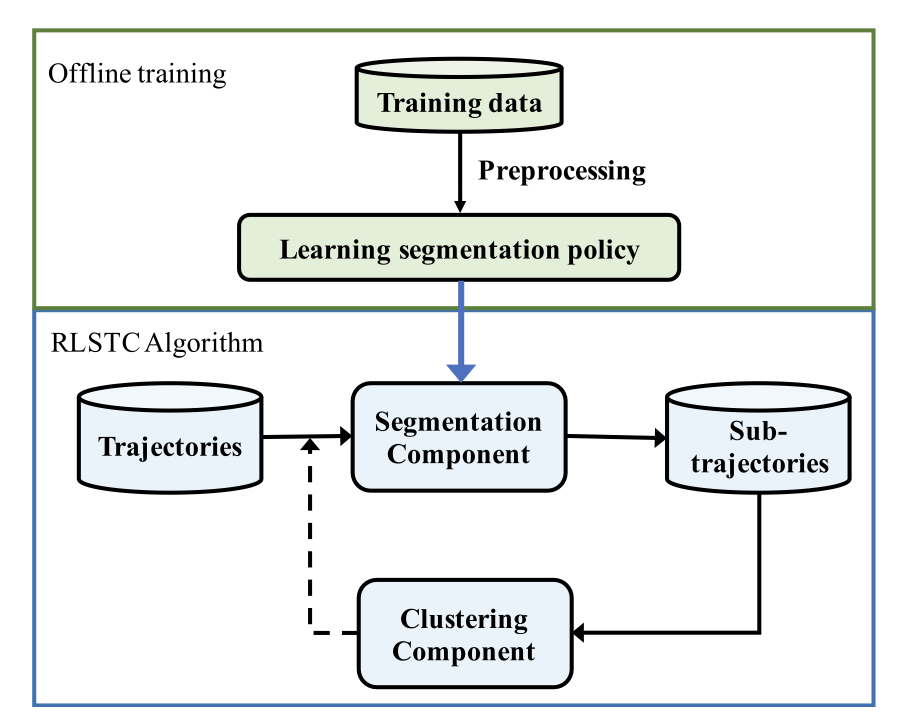 Offline training
Training data
Preprocessing
Learning segmentation policy
RLSTC Algorithm
Trajectories
Segmentation
Component
Sub-
trajectories
Clustering
Component